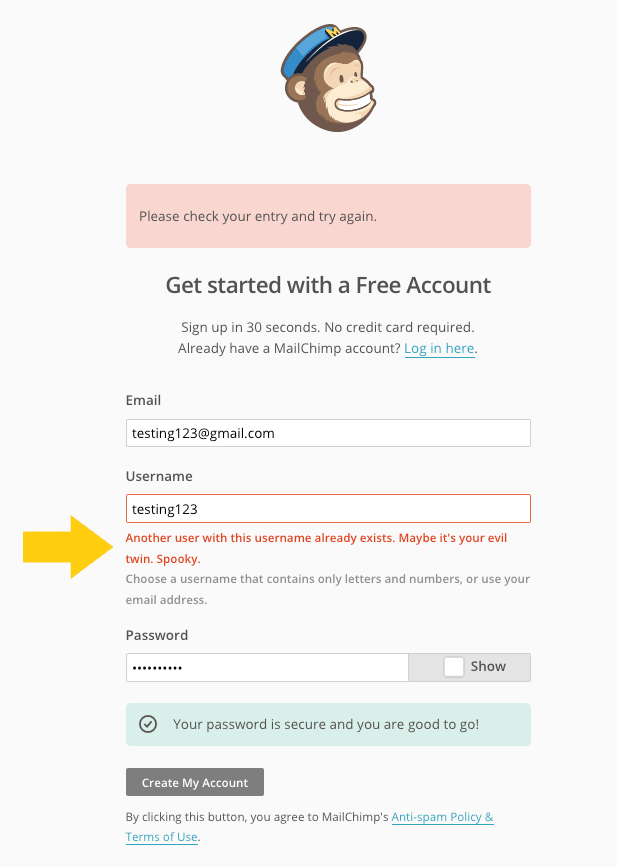 M
Please check your entry and try again.
Get started with a Free Account
Sign up in 30 seconds. No credit card required.
Already have a MailChimp account? Log in here.
Email
testing123@gmail.com
Username
testing123
Another user with this username already exists. Maybe it's your evil
twin. Spooky.
Choose a username that contains only letters and numbers, or use your
email address.
Password
••••••••••
Show
Your password is secure and you are good to go!
Create My Account
By clicking this button, you agree to MailChimp's Anti-spam Policy &
Terms of Use.